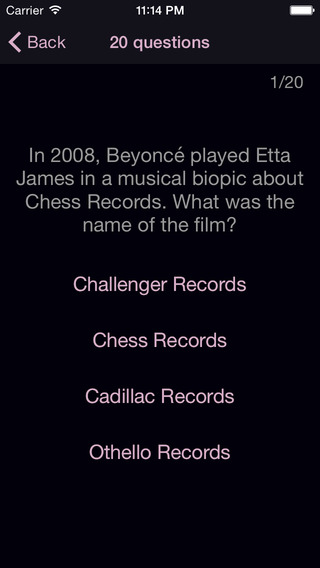 Carrier 11:14 PM
Back 20 questions
1/20
In 2008, Beyoncé played Etta
James in a musical biopic about
Chess Records. What was the
name of the film?
Challenger Records
Chess Records
Cadillac Records
Othello Records